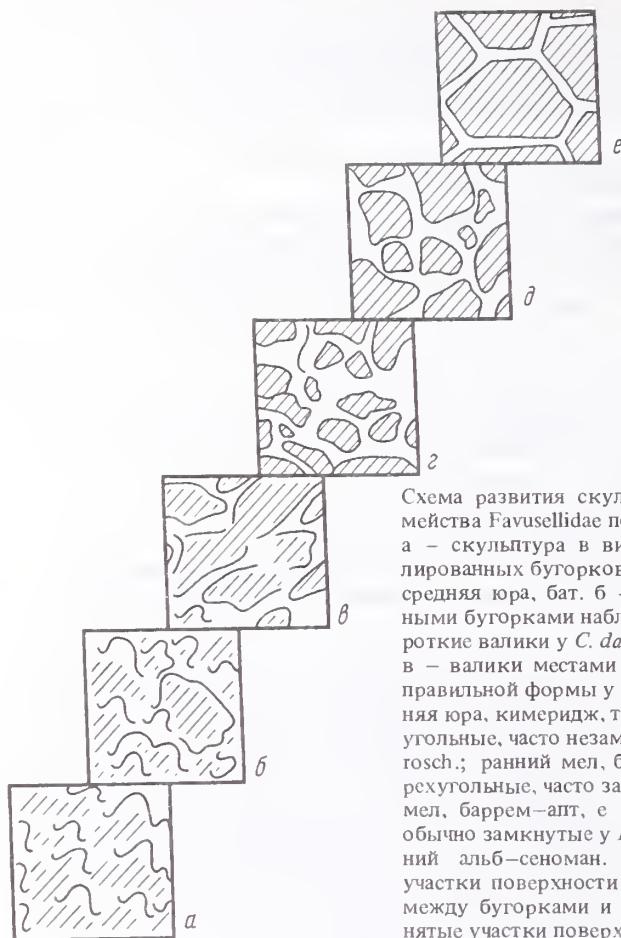 е
д
г
в
б
а
Схема развития скул
мейства Favusellidae по
а – скульптура в ви
лированных бугорков
средняя юра, бат. б –
ными бугорками набл
роткие валики у C. da
в – валики местами
правильной формы у
няя юра, кимеридж, т
угольные, часто незам
rosch.; ранний мел, б
рехугольные, часто за
мел, баррем–апт, е
обычно замкнутые у
ний альб–сеноман.
участки поверхности
между бугорками и
нятые участки поверх